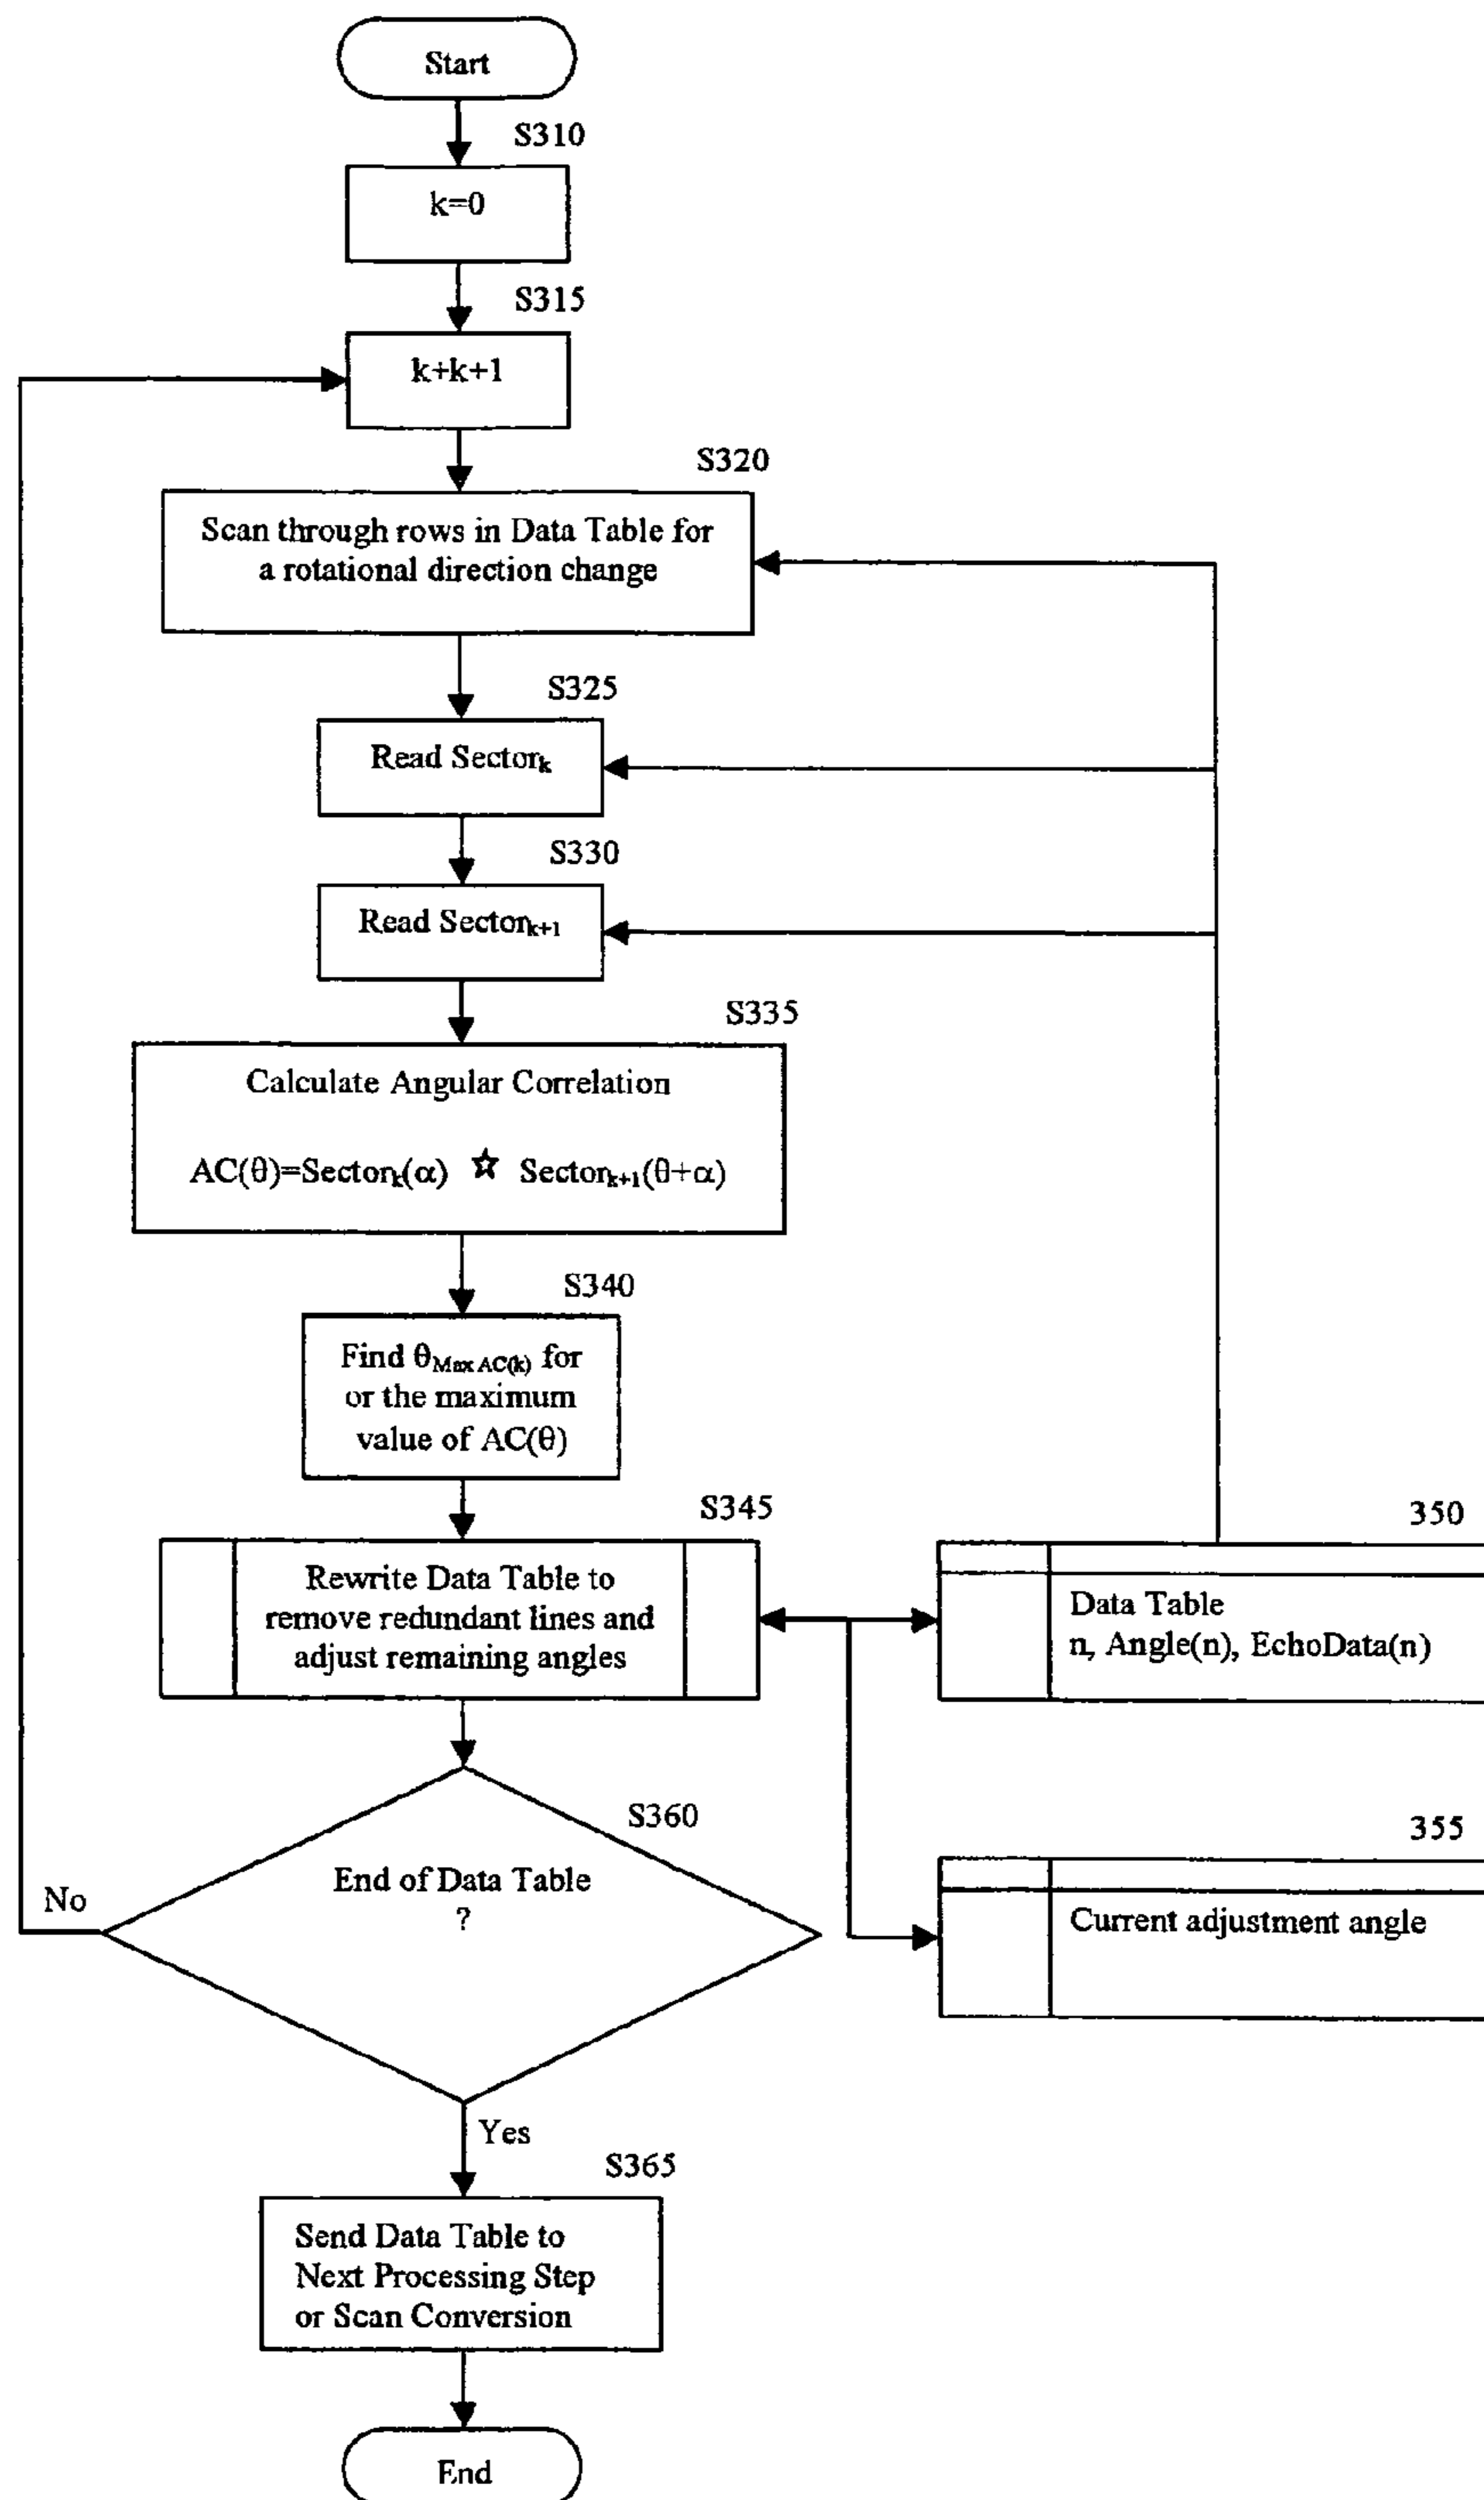 Start
S310
k=0
S315
k+k+1
S320
Scan through rows in Data Table for
a rotational direction change
S325
Read Sectorₖ
S330
Read Sectorₖ₊₁
S335
Calculate Angular Correlation
AC(θ)=Sectorₖ(α) ☆ Sectorₖ₊₁(θ+α)
S340
Find θMax AC(k) for
or the maximum
value of AC(θ)
S345
Rewrite Data Table to
remove redundant lines and
adjust remaining angles
350
Data Table
n, Angle(n), EchoData(n)
355
Current adjustment angle
S360
End of Data Table
?
No
Yes
S365
Send Data Table to
Next Processing Step
or Scan Conversion
End